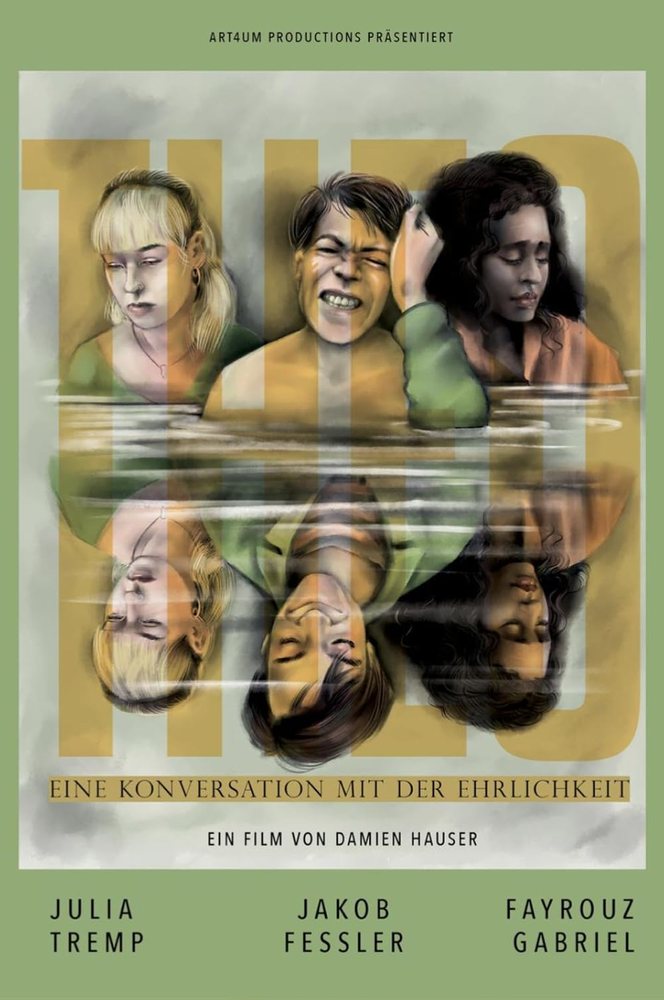 ART4UM PRODUCTIONS PRÄSENTIERT
THEO
EINE KONVERSATION MIT DER EHRLICHKEIT
EIN FILM VON DAMIEN HAUSER
JULIA TREMP
JAKOB FESSLER
FAYROUZ GABRIEL